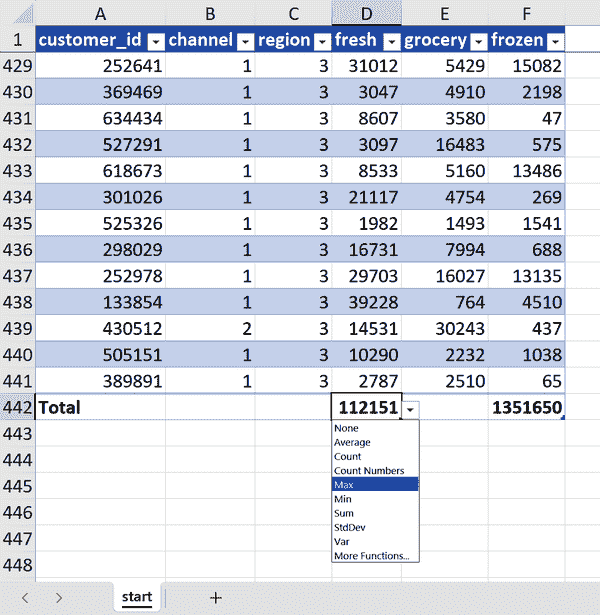 A B C D E F
1 customer_id channel region fresh grocery frozen
429 252641 1 3 31012 5429 15082
430 369469 1 3 3047 4910 2198
431 634434 1 3 8607 3580 47
432 527291 1 3 3097 16483 575
433 618673 1 3 8533 5160 13486
434 301026 1 3 21117 4754 269
435 525326 1 3 1982 1493 1541
436 298029 1 3 16731 7994 688
437 252978 1 3 29703 16027 13135
438 133854 1 3 39228 764 4510
439 430512 2 3 14531 30243 437
440 505151 1 3 10290 2232 1038
441 389891 1 3 2787 2510 65
442 Total 112151 1351650
443 None
Average
444 Count
Count Numbers
445 Max
Min
446 Sum
StdDev
447 Var
More Functions...
448
start +